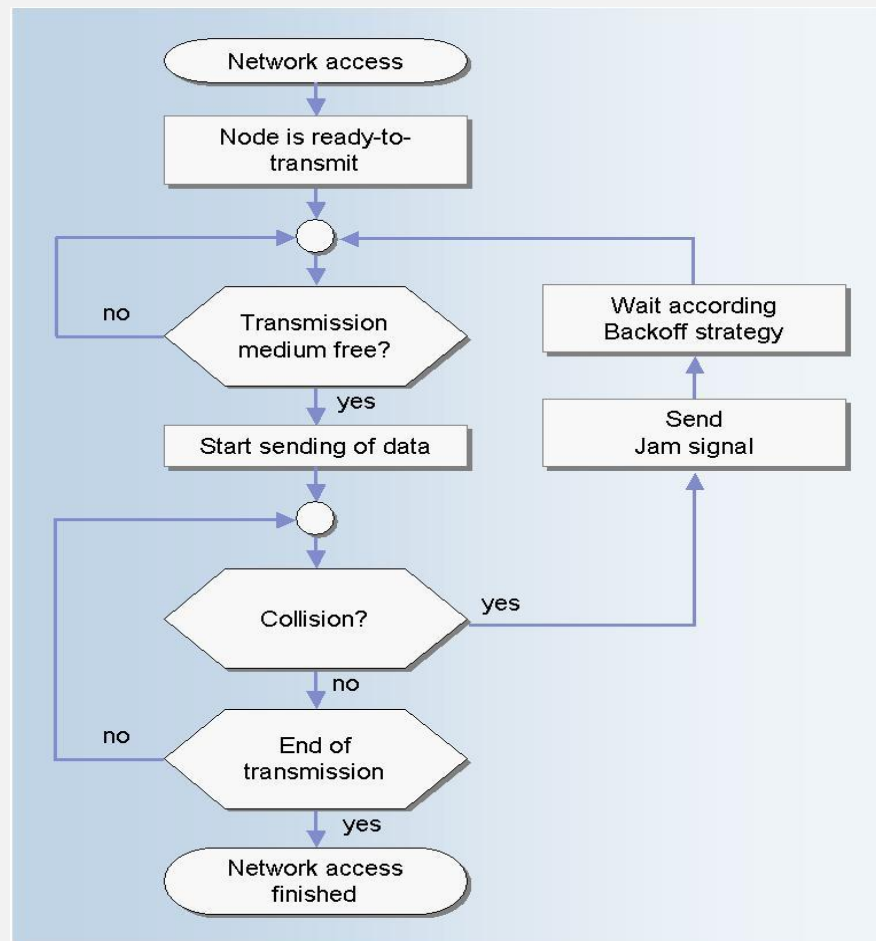 Network access
Node is ready-to-
transmit
no
Transmission
medium free?
Wait according
Backoff strategy
yes
Send
Jam signal
Start sending of data
Collision?
yes
no
no
End of
transmission
yes
Network access
finished